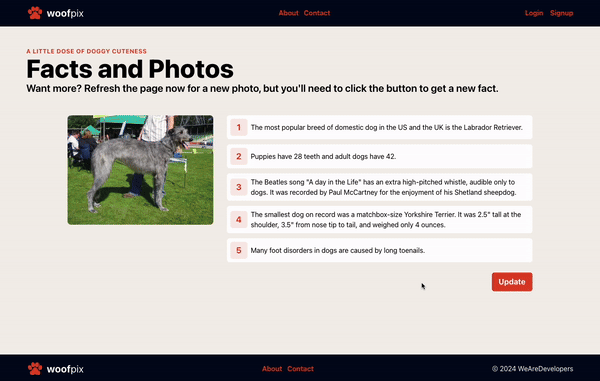 woofpix
About Contact
Login Signup
A LITTLE DOSE OF DOGGY CUTENESS
Facts and Photos
Want more? Refresh the page now for a new photo, but you'll need to click the button to get a new fact.
1 The most popular breed of domestic dog in the US and the UK is the Labrador Retriever.
2 Puppies have 28 teeth and adult dogs have 42.
3 The Beatles song "A day in the Life" has an extra high-pitched whistle, audible only to
dogs. It was recorded by Paul McCartney for the enjoyment of his Shetland sheepdog.
4 The smallest dog on record was a matchbox-size Yorkshire Terrier. It was 2.5" tall at the
shoulder, 3.5" from nose tip to tail, and weighed only 4 ounces.
5 Many foot disorders in dogs are caused by long toenails.
Update
woofpix
About Contact
© 2024 WeAreDevelopers